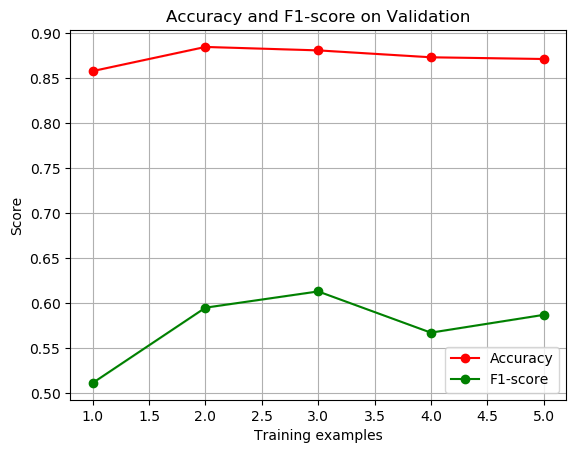 Accuracy and F1-score on Validation
0.90
0.85
0.80
0.75
0.70
0.65
0.60
0.55
0.50
Score
1.0 1.5 2.0 2.5 3.0 3.5 4.0 4.5 5.0
Training examples
Accuracy
F1-score